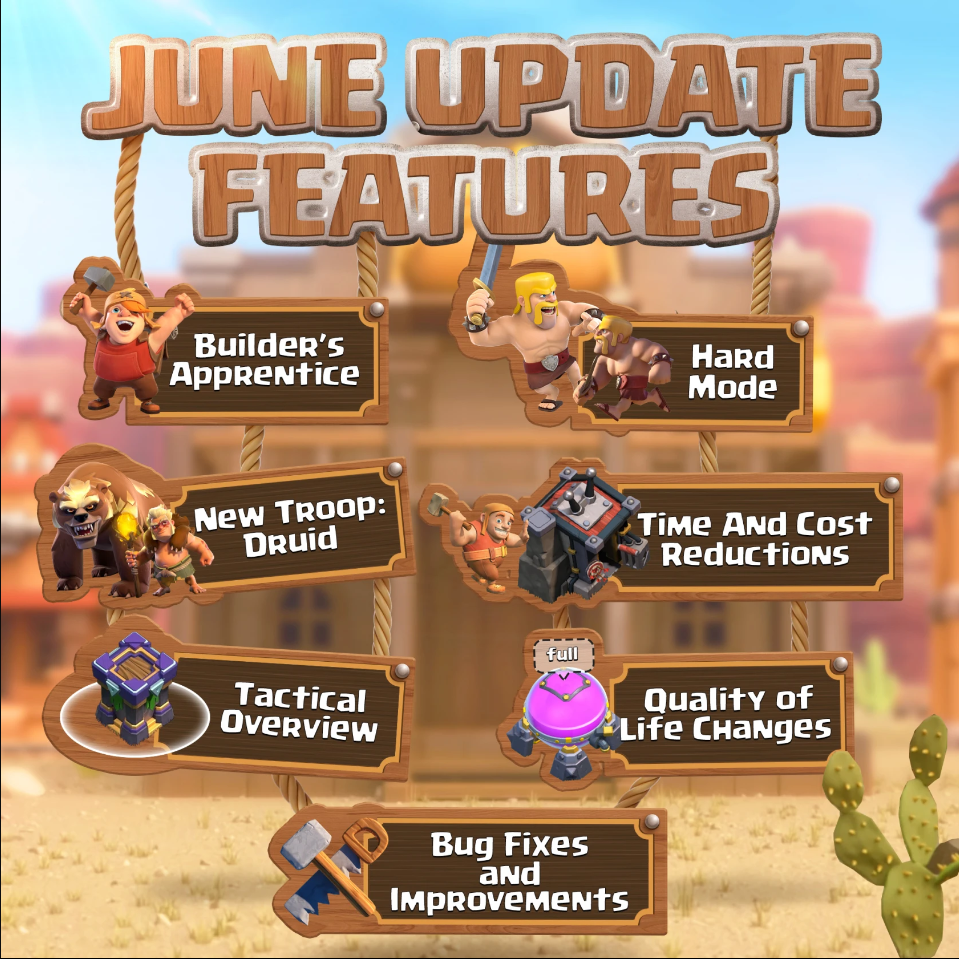 JUNE UPDATE
FEATURES
Builder's
Apprentice
Hard
Mode
New Troop:
Druid
Time And Cost
Reductions
Tactical
Overview
full
Quality of
Life Changes
Bug Fixes
and
Improvements